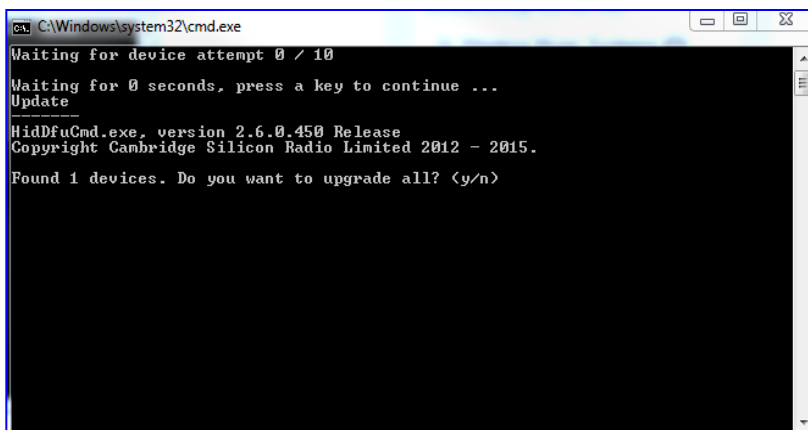 C:\Windows\system32\cmd.exe
Waiting for device attempt 0 / 10
Waiting for 0 seconds, press a key to continue ...
Update
-------
HidDfuCmd.exe, version 2.6.0.450 Release
Copyright Cambridge Silicon Radio Limited 2012 - 2015.
Found 1 devices. Do you want to upgrade all? (y/n)